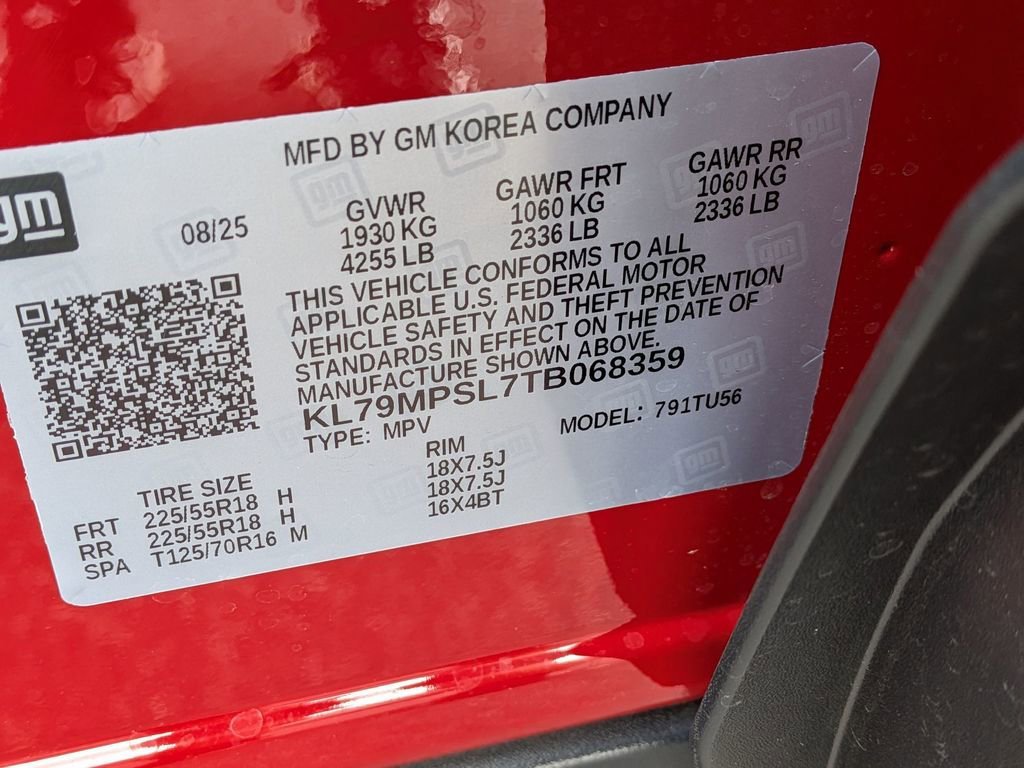 MFD BY GM KOREA COMPANY
gm
08/25
GVWR
1930 KG
4255 LB
GAWR FRT
1060 KG
2336 LB
GAWR RR
1060 KG
2336 LB
THIS VEHICLE CONFORMS TO ALL
APPLICABLE U.S. FEDERAL MOTOR
VEHICLE SAFETY AND THEFT PREVENTION
STANDARDS IN EFFECT ON THE DATE OF
MANUFACTURE SHOWN ABOVE.
KL79MPSL7TB068359
TYPE: MPV
MODEL: 791TU56
TIRE SIZE
RIM
FRT 225/55R18 H 18X7.5J
RR 225/55R18 H 18X7.5J
SPA T125/70R16 M 16X4BT